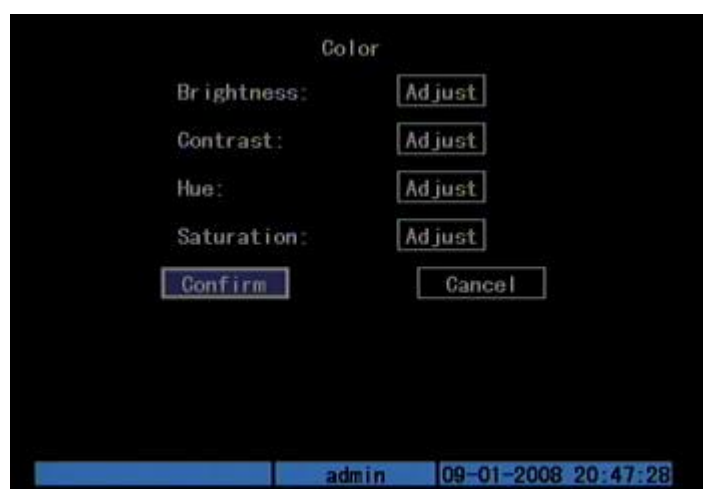 Color
Brightness: Adjust
Contrast: Adjust
Hue: Adjust
Saturation: Adjust
Confirm Cancel
admin 09-01-2008 20:47:28